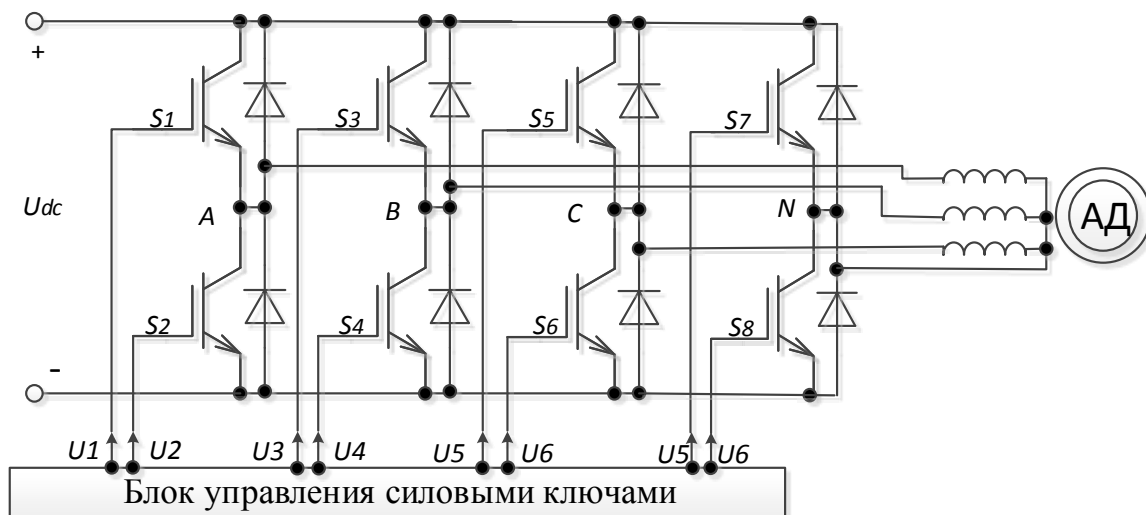 +
S1 S3 S5 S7
Udc A B C N АД
S2 S4 S6 S8
-
U1 U2 U3 U4 U5 U6 U5 U6
Блок управления силовыми ключами